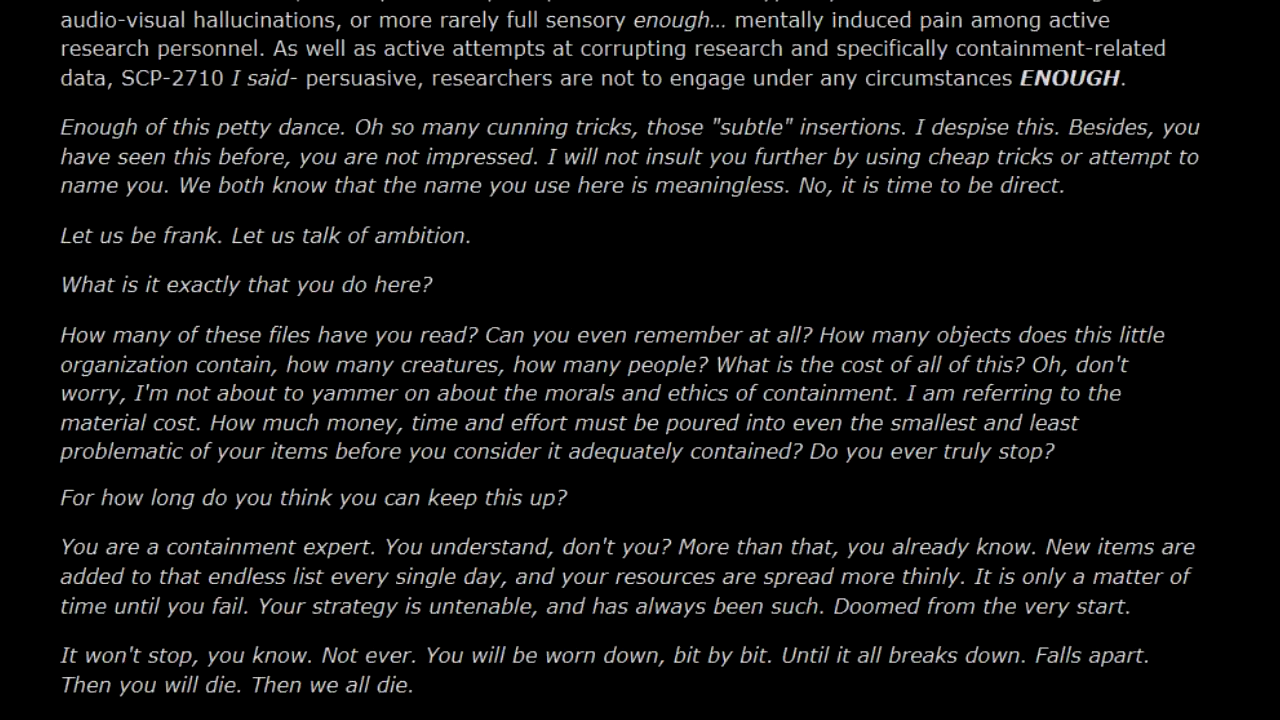 audio-visual hallucinations, or more rarely full sensory enough... mentally induced pain among active
research personnel. As well as active attempts at corrupting research and specifically containment-related
data, SCP-2710 I said- persuasive, researchers are not to engage under any circumstances ENOUGH.
Enough of this petty dance. Oh so many cunning tricks, those "subtle" insertions. I despise this. Besides, you
have seen this before, you are not impressed. I will not insult you further by using cheap tricks or attempt to
name you. We both know that the name you use here is meaningless. No, it is time to be direct.
Let us be frank. Let us talk of ambition.
What is it exactly that you do here?
How many of these files have you read? Can you even remember at all? How many objects does this little
organization contain, how many creatures, how many people? What is the cost of all of this? Oh, don't
worry, I'm not about to yammer on about the morals and ethics of containment. I am referring to the
material cost. How much money, time and effort must be poured into even the smallest and least
problematic of your items before you consider it adequately contained? Do you ever truly stop?
For how long do you think you can keep this up?
You are a containment expert. You understand, don't you? More than that, you already know. New items are
added to that endless list every single day, and your resources are spread more thinly. It is only a matter of
time until you fail. Your strategy is untenable, and has always been such. Doomed from the very start.
It won't stop, you know. Not ever. You will be worn down, bit by bit. Until it all breaks down. Falls apart.
Then you will die. Then we all die.